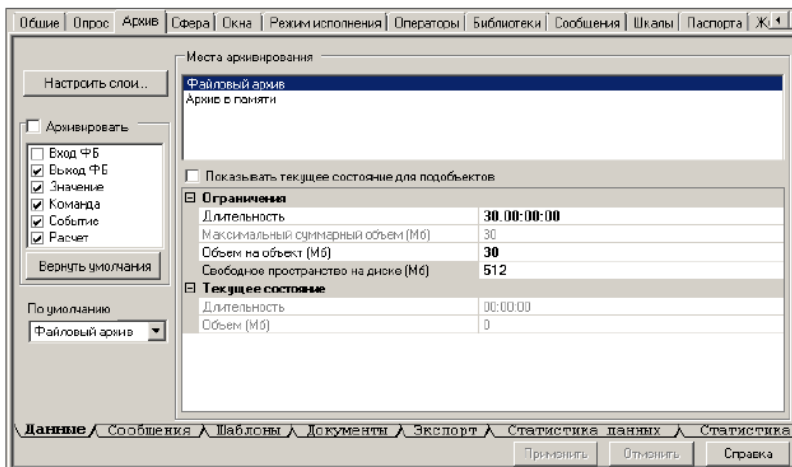 Общие Опрос Архив Сфера Окна Режим исполнения Операторы Библиотеки Сообщения Шкалы Паспорта Жу
Места архивирования
Настроить слои...
Файловый архив
Архив в памяти
Архивировать
Вход ФБ
Выход ФБ
Значение
Команда
Событие
Расчет
Вернуть умолчания
По умолчанию
Файловый архив
Показывать текущее состояние для подобъектов
Ограничения
Длительность 30.00:00:00
Максимальный суммарный объем (Мб) 30
Объем на объект (Мб) 30
Свободное пространство на диске (Мб) 512
Текущее состояние
Длительность 00:00:00
Объем (Мб) 0
Данные Сообщения Шаблоны Документы Экспорт Статистика данных Статистика
Применить Отменить Справка